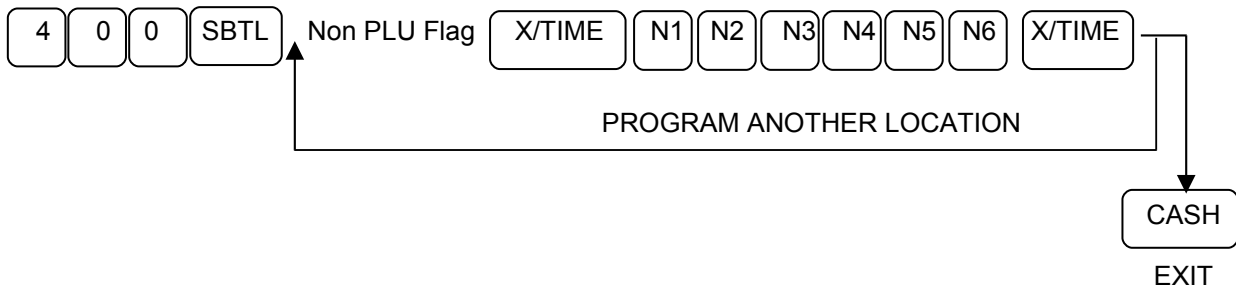 4 0 0 SBTL Non PLU Flag X/TIME N1 N2 N3 N4 N5 N6 X/TIME
PROGRAM ANOTHER LOCATION
CASH
EXIT